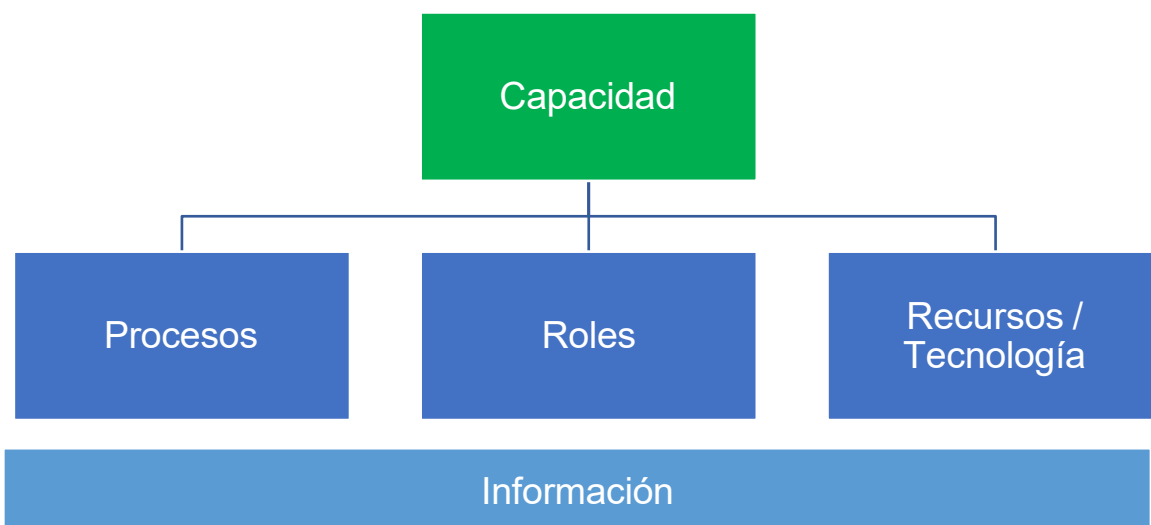 Capacidad
Procesos
Roles
Recursos /
Tecnología
Información